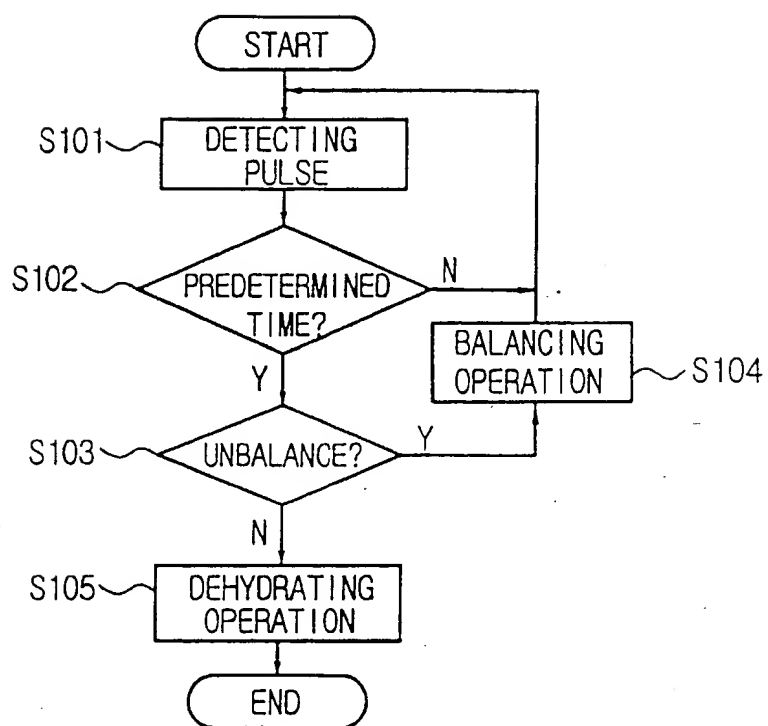 START
S101
DETECTING
PULSE
S102
PREDETERMINED
TIME?
N
Y
BALANCING
OPERATION
S104
S103
UNBALANCE?
Y
N
S105
DEHYDRATING
OPERATION
END